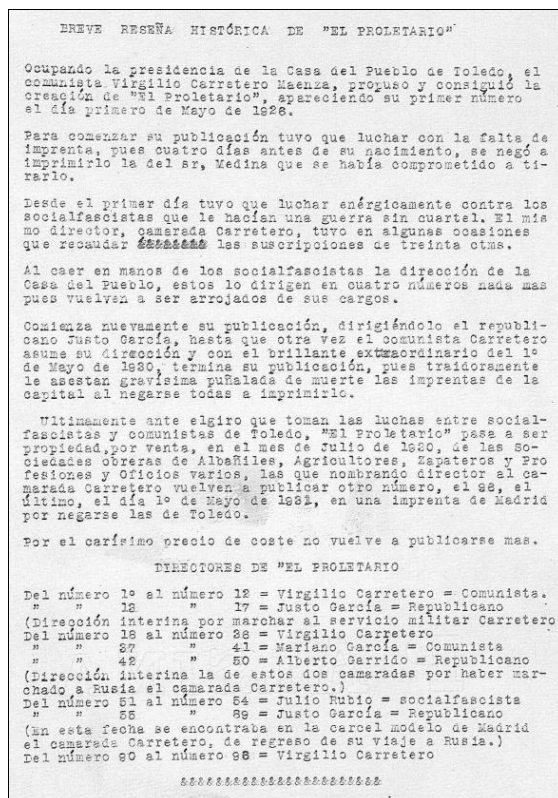 BREVE RESEÑA HISTÓRICA DE "EL PROLETARIO"
Ocupando la presidencia de la Casa del Pueblo de Toledo, el
comunista Virgilio Carretero Maenza, propuso y consiguió la
creación de "El Proletario", apareciendo su primer número
el día primero de Mayo de 1928.
Para comenzar su publicación tuvo que luchar con la falta de
imprenta, pues cuatro días antes de su nacimiento, se negó a
imprimirlo la del sr, Medina que se había comprometido a ti-
rarlo.
Desde el primer día tuvo que luchar enérgicamente contra los
socialfascistas que le hacían una guerra sin cuartel. El mis
mo director, camarada Carretero, tuvo en algunas ocasiones
que recaudar &&&&&&&& las suscripciones de treinta ctms.
Al caer en manos de los socialfascistas la dirección de la
Casa del Pueblo, estos lo dirigen en cuatro números nada mas
pues vuelven a ser arrojados de sus cargos.
Comienza nuevamente su publicación, dirigiéndolo el republi-
cano Justo García, hasta que otra vez el comunista Carretero
asume su dirección y con el brillante extraordinario del 1º
de Mayo de 1930, termina su publicación, pues traidoramente
le asestan gravísima puñalada de muerte las imprentas de la
capital al negarse todas a imprimirlo.
Ultimamente ante elgiro que toman las luchas entre social-
fascistas y comunistas de Toledo, "El Proletario" pasa a ser
propiedad,por venta, en el mes de Julio de 1930, de las So-
ciedades obreras de Albañiles, Agricultores, Zapateros y Pro
fesiones y Oficios varios, las que nombrando director al ca-
marada Carretero vuelven a publicar otro número, el 98, el
último, el día 1º de Mayo de 1931, en una imprenta de Madrid
por negarse las de Toledo.
Por el carísimo precio de coste no vuelve a publicarse mas.
DIRECTORES DE "EL PROLETARIO
Del número 1º al número 12 = Virgilio Carretero = Comunista.
" " 13 " 17 = Justo García = Republicano
(Dirección interina por marchar al servicio militar Carretero
Del número 18 al número 36 = Virgilio Carretero
" " 37 " 41 = Mariano García = Comunista
" " 42 " 50 = Alberto Garrido = Republicano
(Dirección interina la de estos dos camaradas por haber mar-
chado a Rusia el camarada Carretero.)
Del número 51 al número 54 = Julio Rubio = socialfascista
" " 55 " 89 = Justo García = Republicano
(En esta fecha se encontraba en la carcel modelo de Madrid
el camarada Carretero, de regreso de su viaje a Rusia.)
Del número 90 al número 98 = Virgilio Carretero
&&&&&&&&&&&&&&&&&&&&&&&